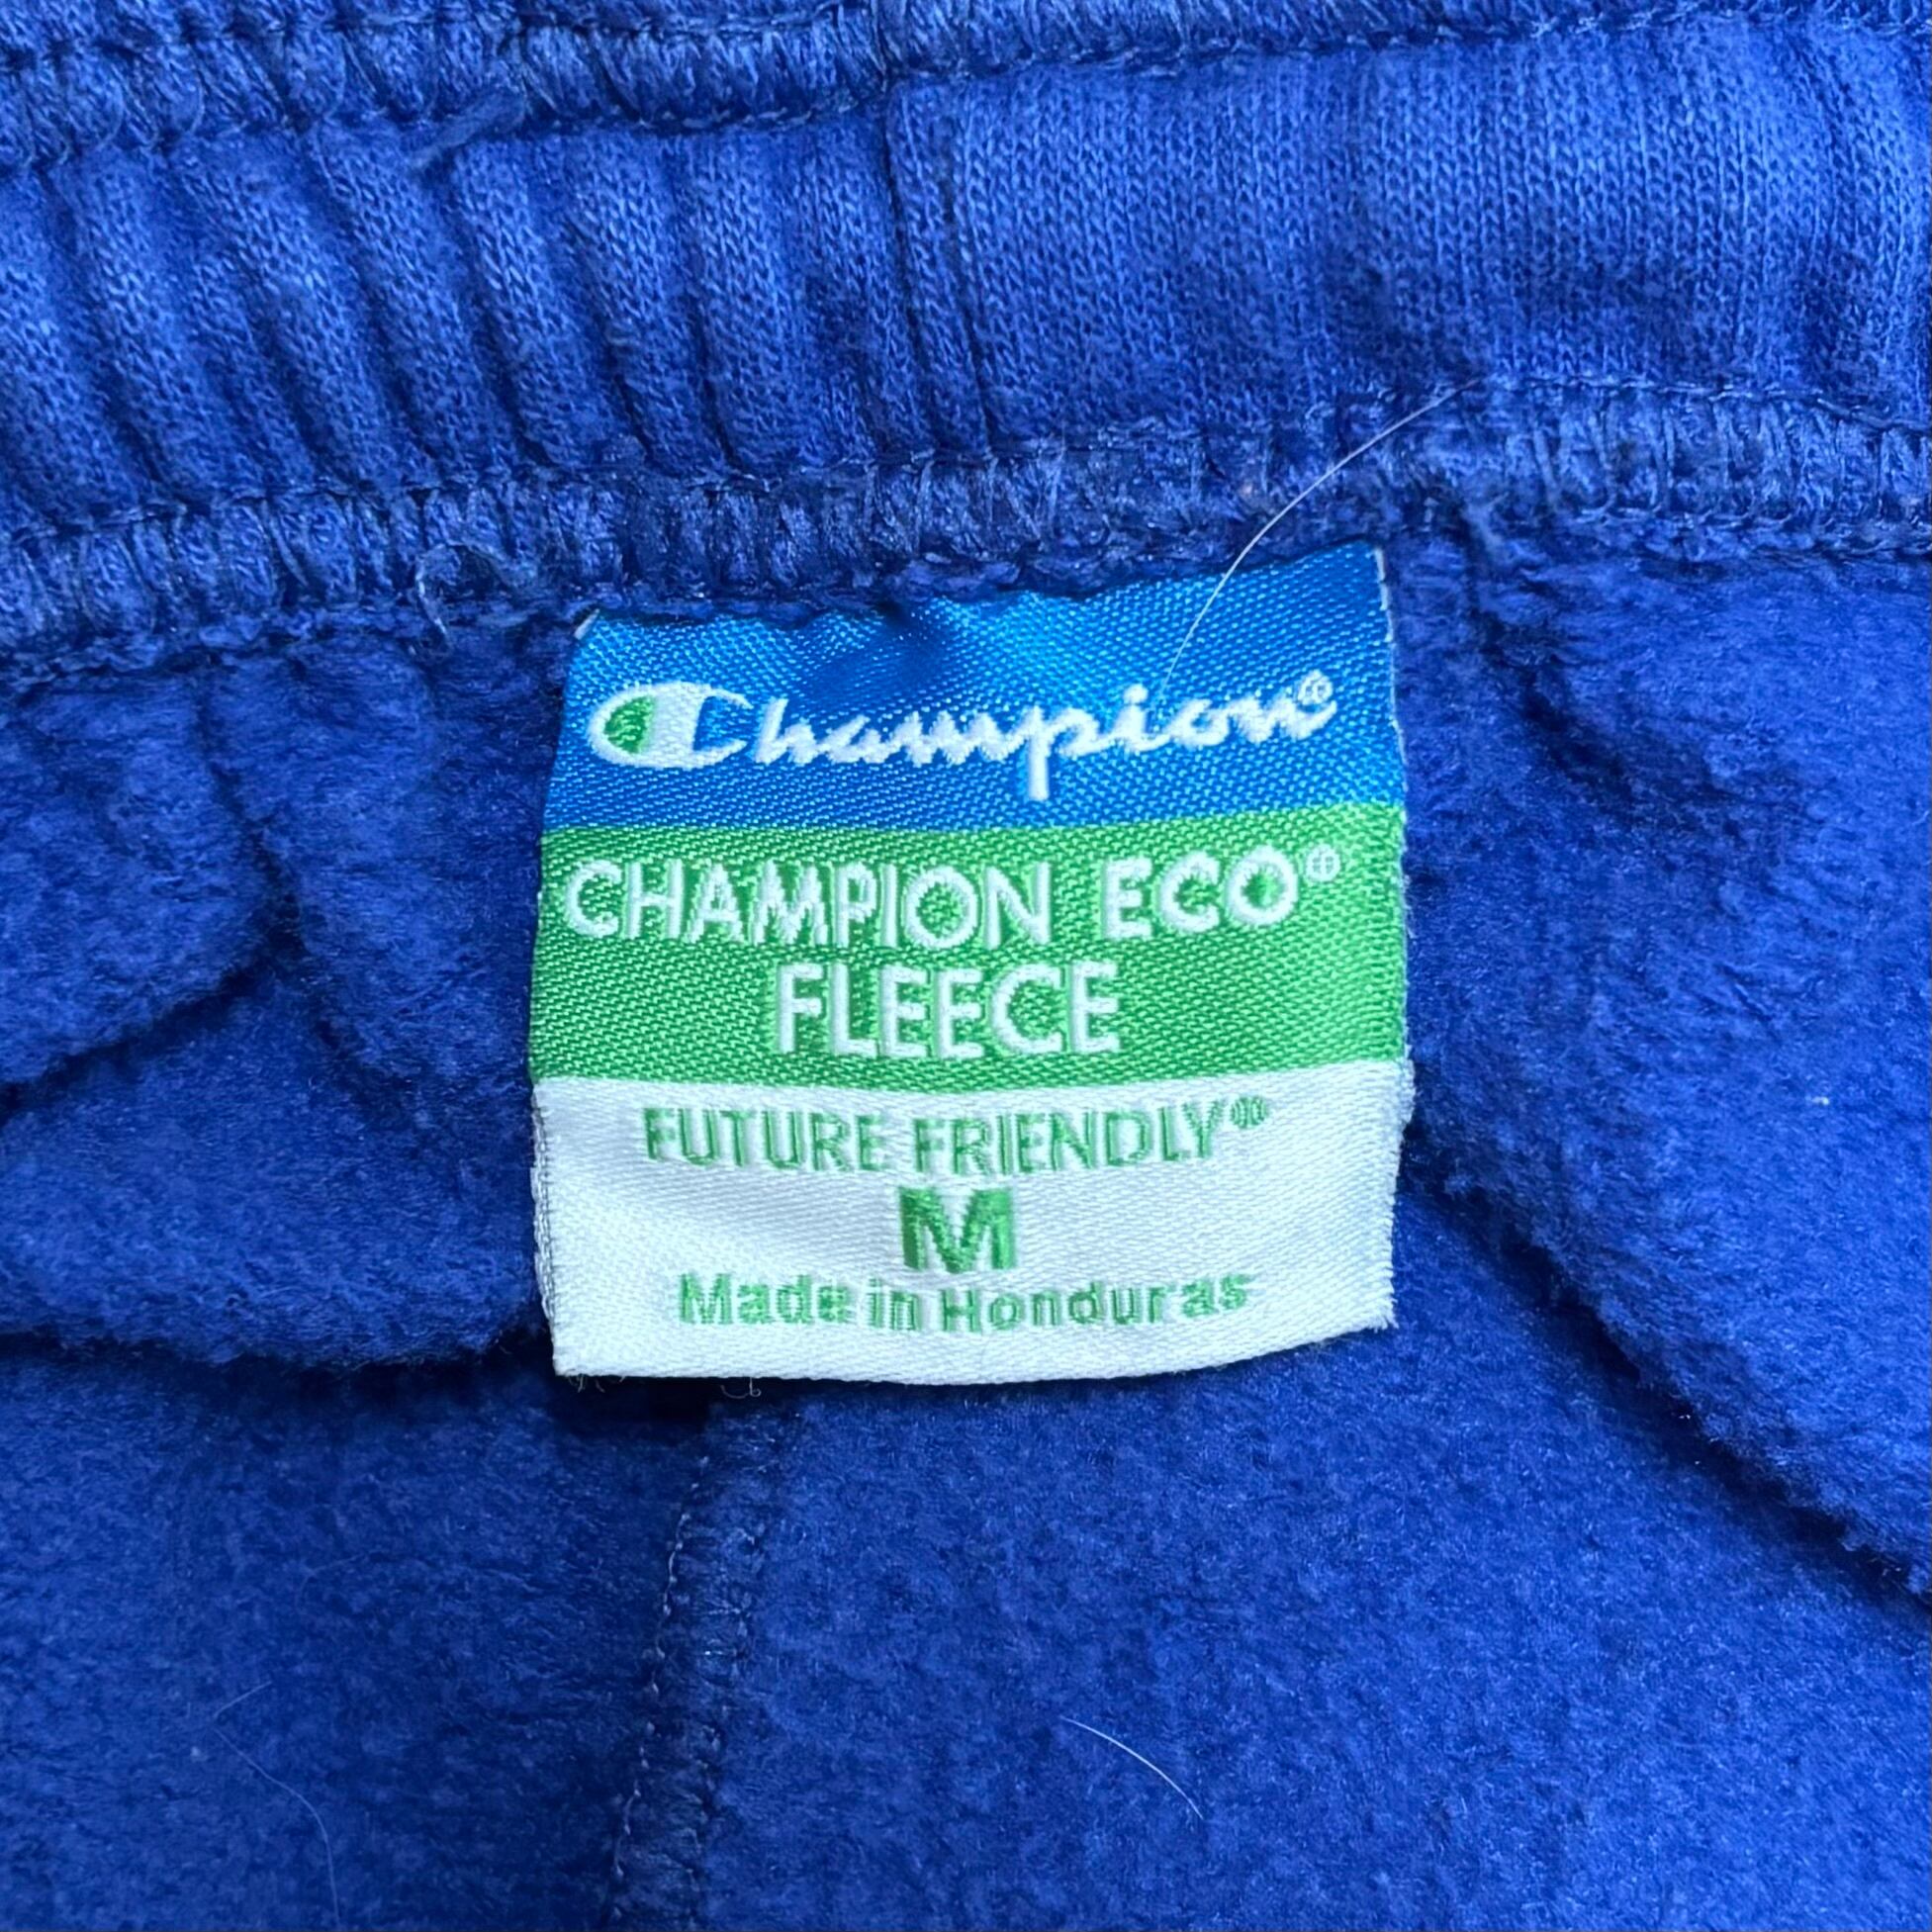 Champion®
CHAMPION ECO®
FLEECE
FUTURE FRIENDLY®
M
Made in Honduras